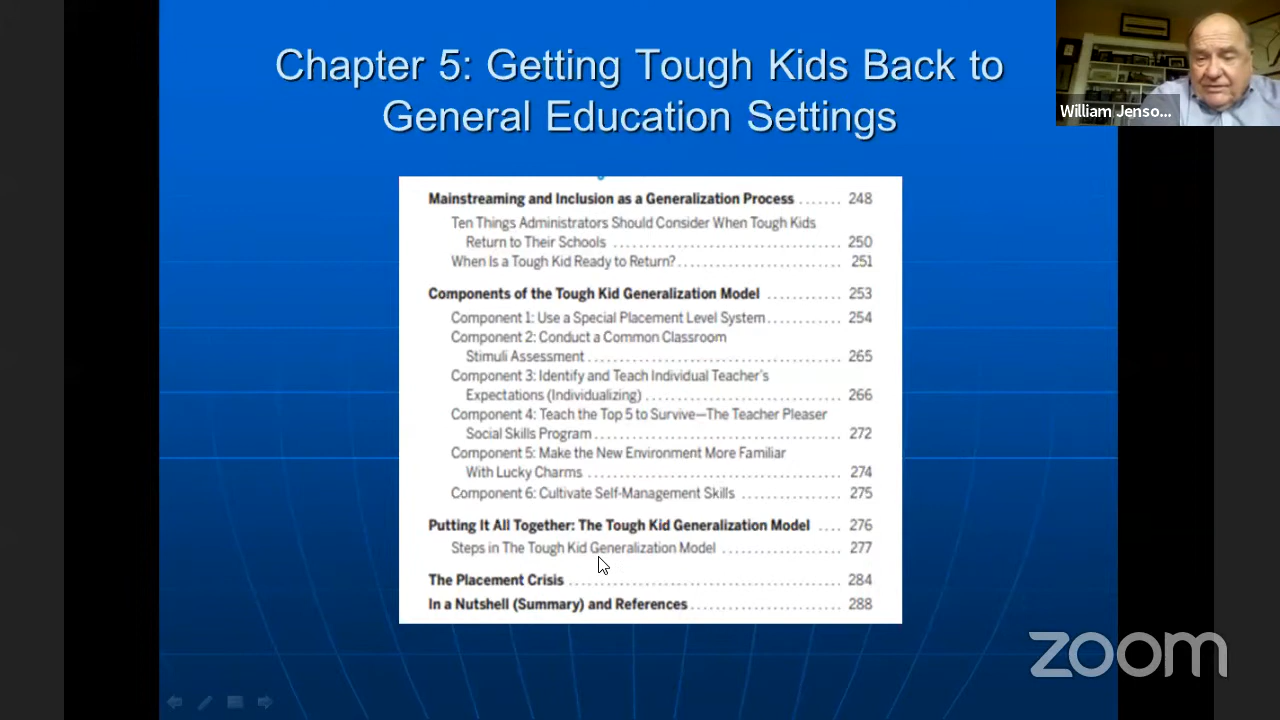 Chapter 5: Getting Tough Kids Back to
General Education Settings
William Jenso...
Mainstreaming and Inclusion as a Generalization Process ....... 248
Ten Things Administrators Should Consider When Tough Kids
Return to Their Schools ................................. 250
When Is a Tough Kid Ready to Return? ........................ 251
Components of the Tough Kid Generalization Model ............ 253
Component 1: Use a Special Placement Level System ............ 254
Component 2: Conduct a Common Classroom
Stimuli Assessment .................................... 265
Component 3: Identify and Teach Individual Teacher's
Expectations (Individualizing) ............................. 266
Component 4: Teach the Top 5 to Survive—The Teacher Pleaser
Social Skills Program .................................... 272
Component 5: Make the New Environment More Familiar
With Lucky Charms ..................................... 274
Component 6: Cultivate Self-Management Skills ............... 275
Putting It All Together: The Tough Kid Generalization Model .... 276
Steps in The Tough Kid Generalization Model .................. 277
The Placement Crisis ........................................ 284
In a Nutshell (Summary) and References ....................... 288
zoom